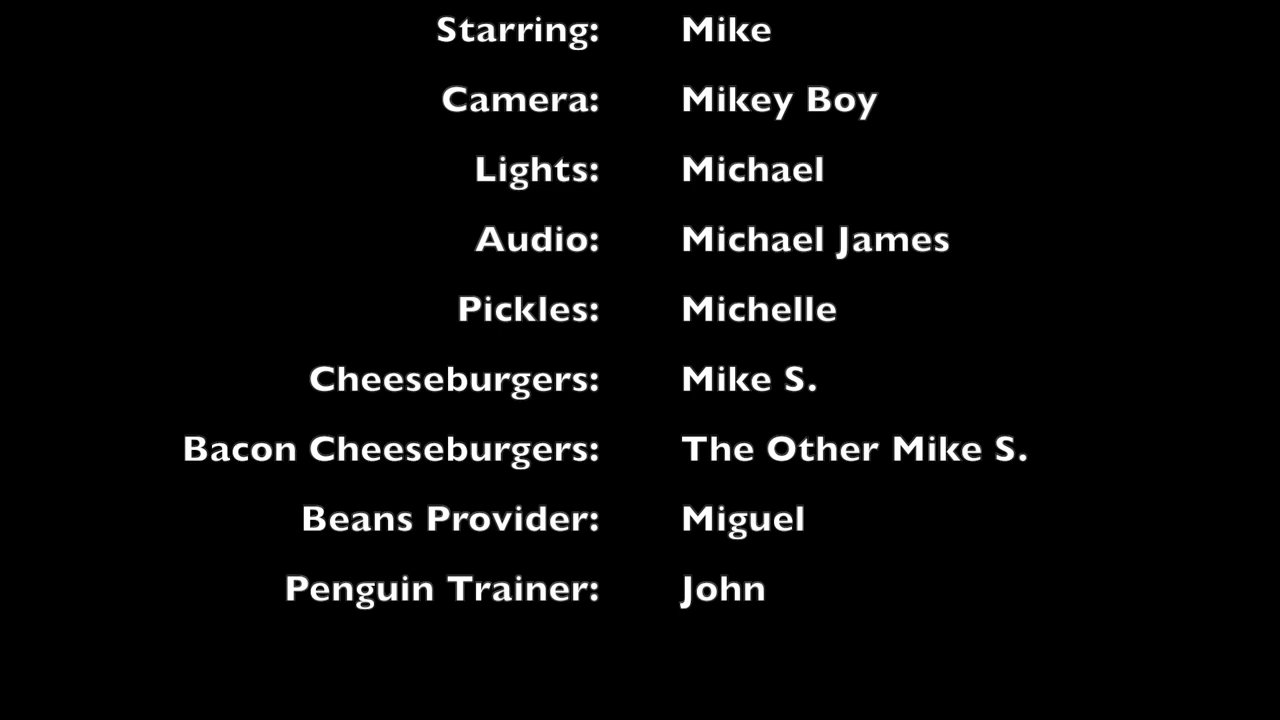 Starring: Mike
Camera: Mikey Boy
Lights: Michael
Audio: Michael James
Pickles: Michelle
Cheeseburgers: Mike S.
Bacon Cheeseburgers: The Other Mike S.
Beans Provider: Miguel
Penguin Trainer: John